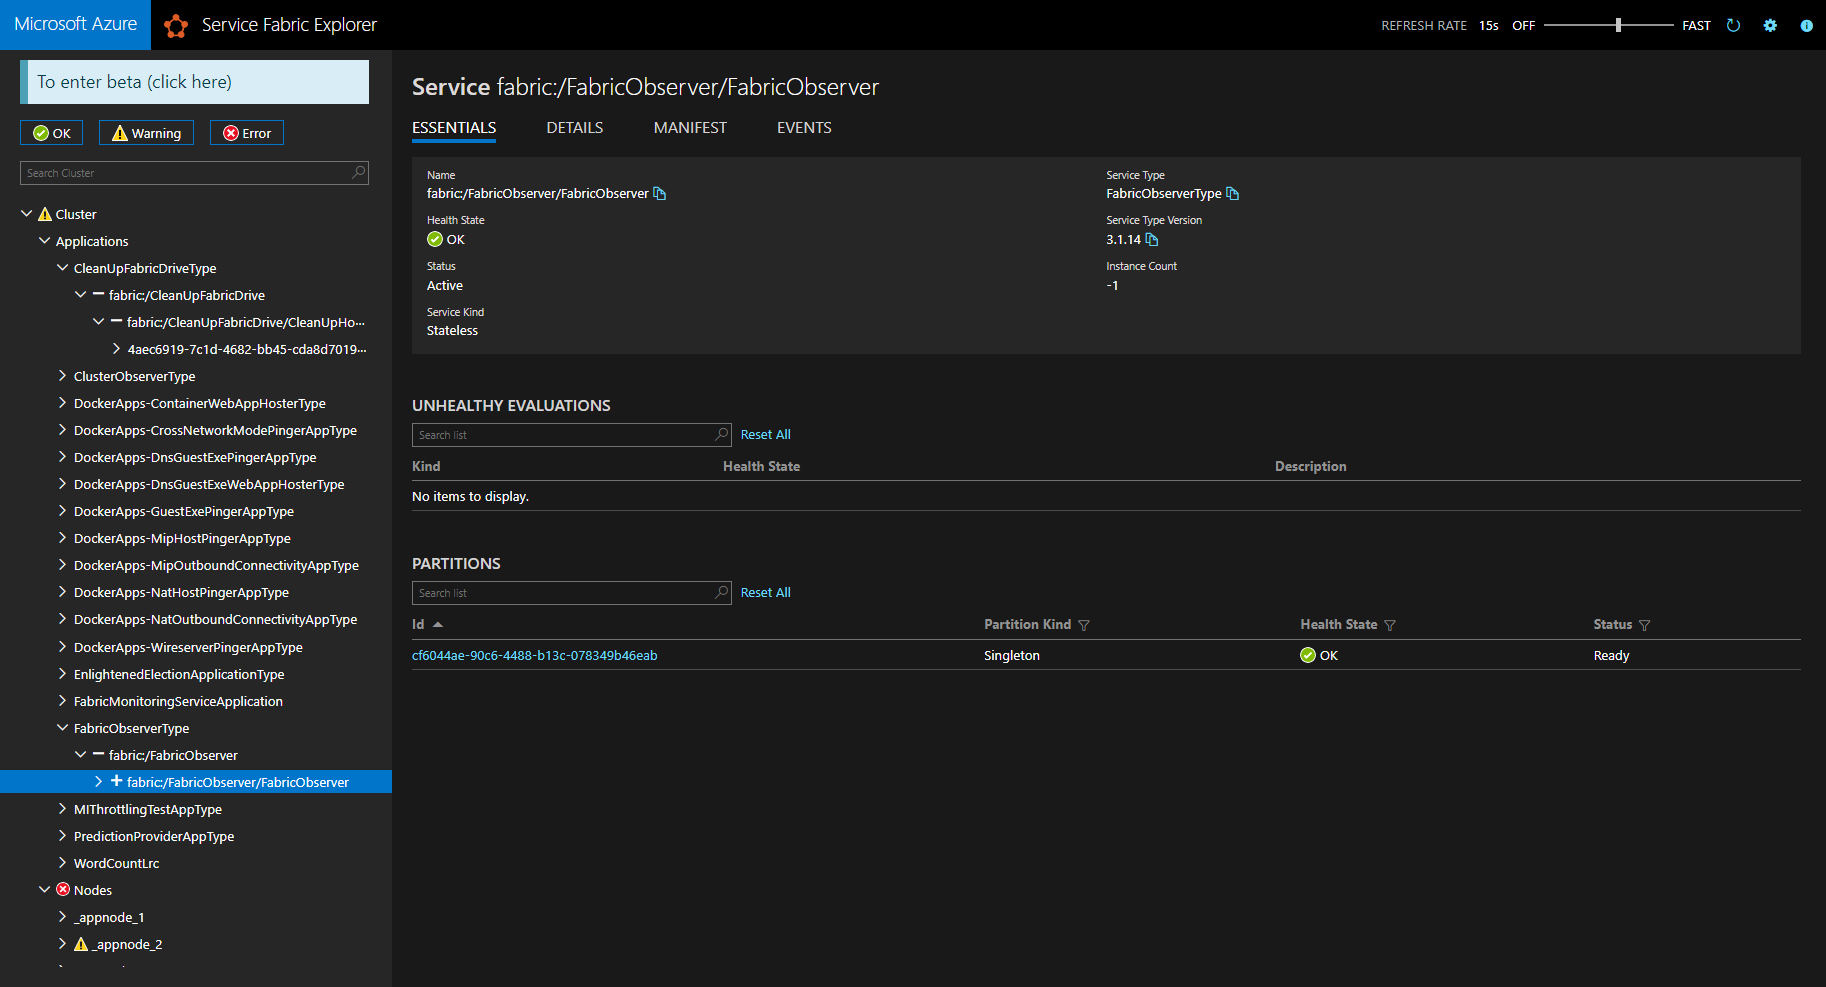 Microsoft Azure
Service Fabric Explorer
REFRESH RATE 15s OFF FAST
To enter beta (click here)
OK Warning Error
Search Cluster
Cluster
Applications
CleanUpFabricDriveType
fabric:/CleanUpFabricDrive
fabric:/CleanUpFabricDrive/CleanUpHo...
4aec6919-7c1d-4682-bb45-cda8d7019...
ClusterObserverType
DockerApps-ContainerWebAppHosterType
DockerApps-CrossNetworkModePingerAppType
DockerApps-DnsGuestExePingerAppType
DockerApps-DnsGuestExeWebAppHosterType
DockerApps-GuestExePingerAppType
DockerApps-MipHostPingerAppType
DockerApps-MipOutboundConnectivityAppType
DockerApps-NatHostPingerAppType
DockerApps-NatOutboundConnectivityAppType
DockerApps-WireserverPingerAppType
EnlightenedElectionApplicationType
FabricMonitoringServiceApplication
FabricObserverType
fabric:/FabricObserver
fabric:/FabricObserver/FabricObserver
MIThrottlingTestAppType
PredictionProviderAppType
WordCountLrc
Nodes
_appnode_1
_appnode_2
Service fabric:/FabricObserver/FabricObserver
ESSENTIALS DETAILS MANIFEST EVENTS
Name
fabric:/FabricObserver/FabricObserver
Health State
OK
Status
Active
Service Kind
Stateless
Service Type
FabricObserverType
Service Type Version
3.1.14
Instance Count
-1
UNHEALTHY EVALUATIONS
Search list Reset All
Kind Health State Description
No items to display.
PARTITIONS
Search list Reset All
Id Partition Kind Health State Status
cf6044ae-90c6-4488-b13c-078349b46eab Singleton OK Ready